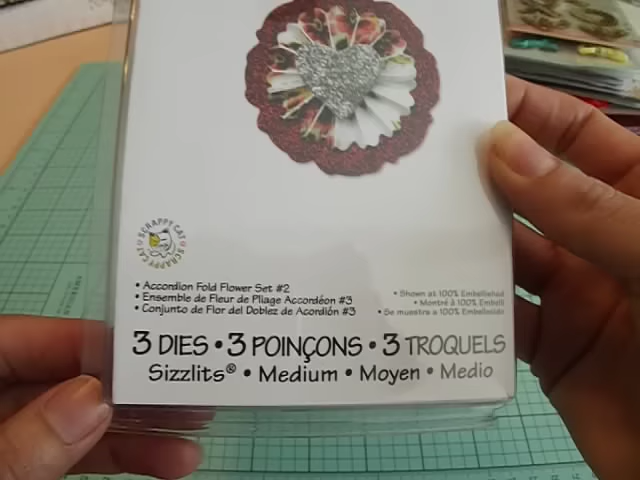 SCRAPPY CAT
SCRAPPY CAT
• Accordion Fold Flower Set #2
• Ensemble de Fleur de Pliage Accordéon #3
• Conjunto de Flor del Doblez de Acordión #3
• Shown at 100% Embellished
• Montré à 100% Embelli
• Se muestra a 100% Embellecido
3 DIES • 3 POINÇONS • 3 TROQUELS
Sizzlits® • Medium • Moyen • Medio